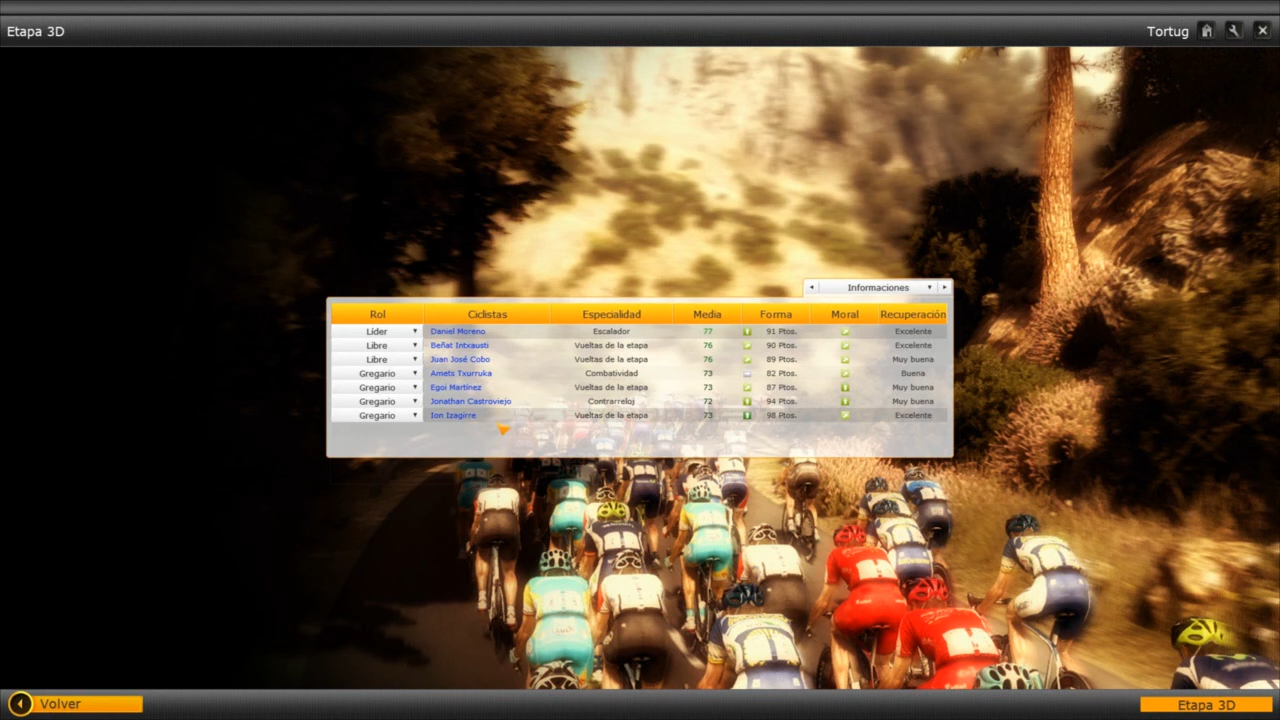 Etapa 3D
Tortug
Informaciones
Rol Ciclistas Especialidad Media Forma Moral Recuperación
Líder Daniel Moreno Escalador 77 91 Ptos. Excelente
Libre Beñat Intxausti Vueltas de la etapa 76 90 Ptos. Excelente
Libre Juan José Cobo Vueltas de la etapa 76 89 Ptos. Muy buena
Gregario Amets Txurruka Combatividad 73 82 Ptos. Buena
Gregario Egoi Martínez Vueltas de la etapa 73 87 Ptos. Muy buena
Gregario Jonathan Castroviejo Contrarreloj 72 94 Ptos. Muy buena
Gregario Ion Izagirre Vueltas de la etapa 73 98 Ptos. Excelente
Volver
Etapa 3D